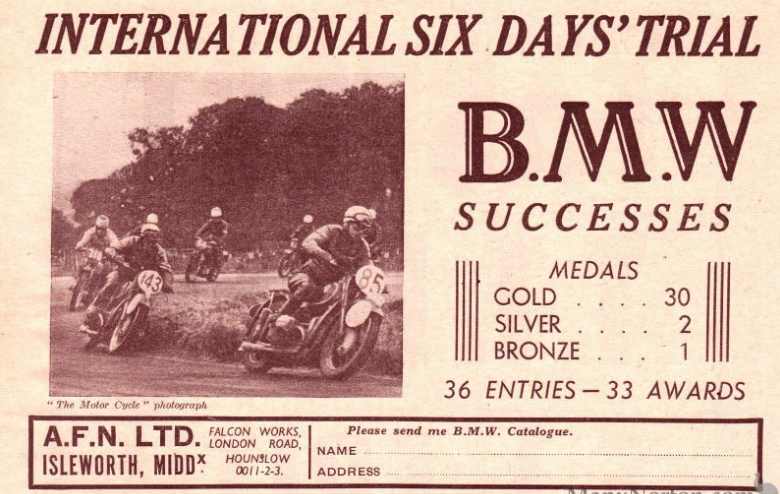 INTERNATIONAL SIX DAYS' TRIAL
B.M.W
SUCCESSES
MEDALS
GOLD . . . . 30
SILVER . . . . 2
BRONZE . . . 1
36 ENTRIES — 33 AWARDS
143
85
"The Motor Cycle" photograph
A.F.N. LTD.
ISLEWORTH, MIDDX.
FALCON WORKS,
LONDON ROAD,
HOUNSLOW
0011-2-3.
Please send me B.M.W. Catalogue.
NAME
ADDRESS